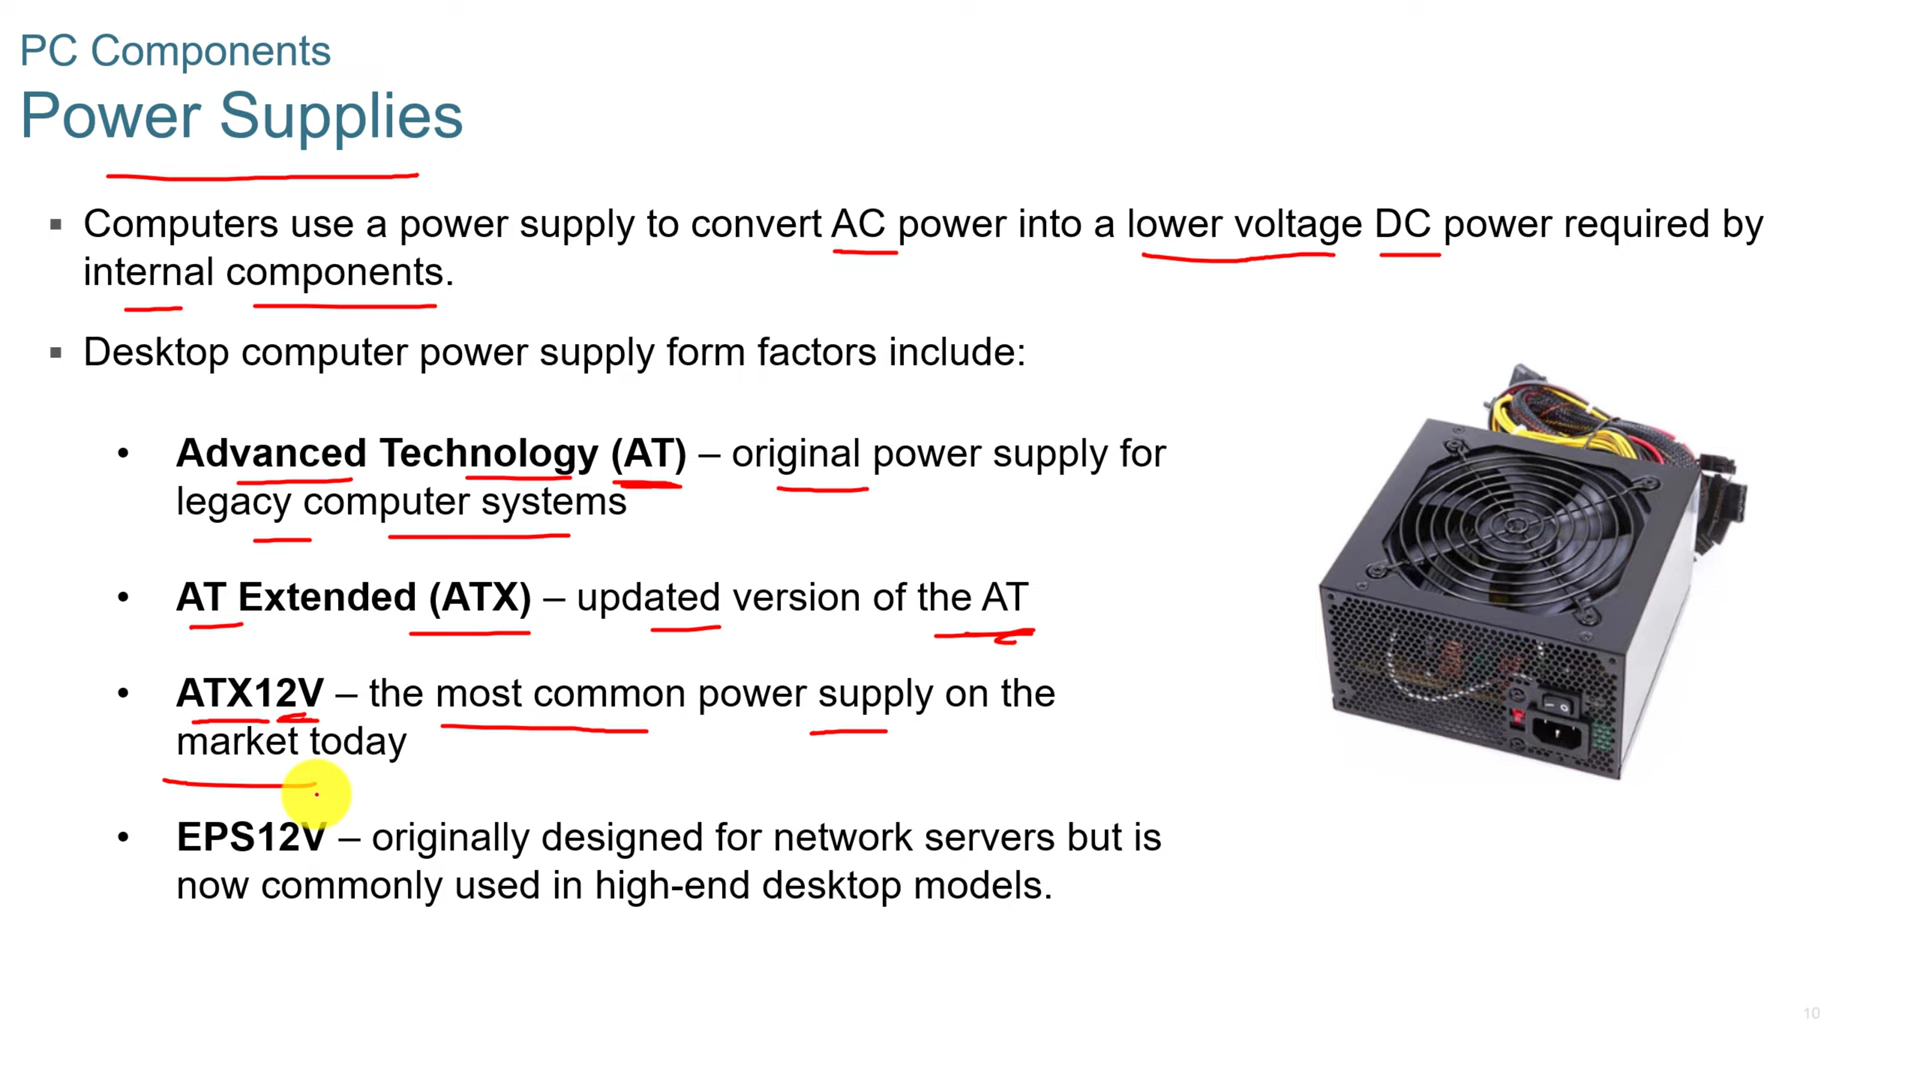 PC Components
Power Supplies
▪ Computers use a power supply to convert AC power into a lower voltage DC power required by
internal components.
▪ Desktop computer power supply form factors include:
• Advanced Technology (AT) – original power supply for
legacy computer systems
• AT Extended (ATX) – updated version of the AT
• ATX12V – the most common power supply on the
market today
• EPS12V – originally designed for network servers but is
now commonly used in high-end desktop models.
10